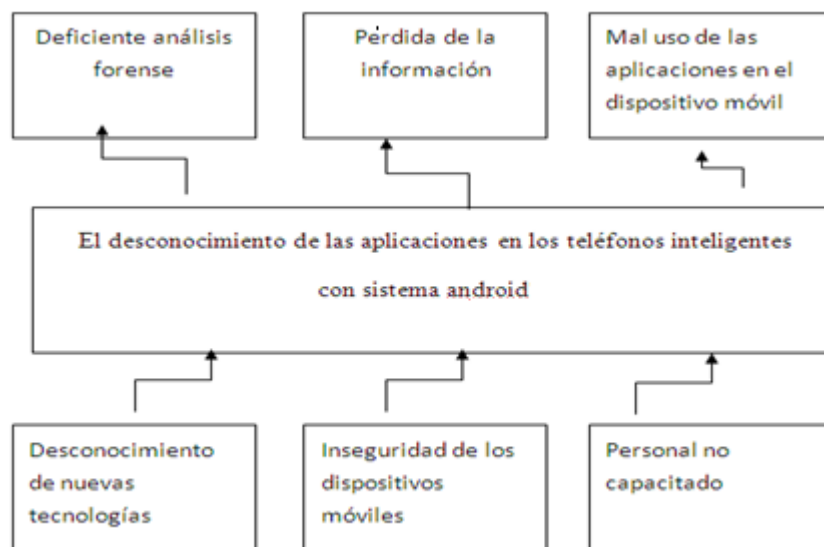 Deficiente análisis
forense
Pérdida de la
información
Mal uso de las
aplicaciones en el
dispositivo móvil
El desconocimiento de las aplicaciones en los teléfonos inteligentes
con sistema android
Desconocimiento
de nuevas
tecnologías
Inseguridad de los
dispositivos
móviles
Personal no
capacitado